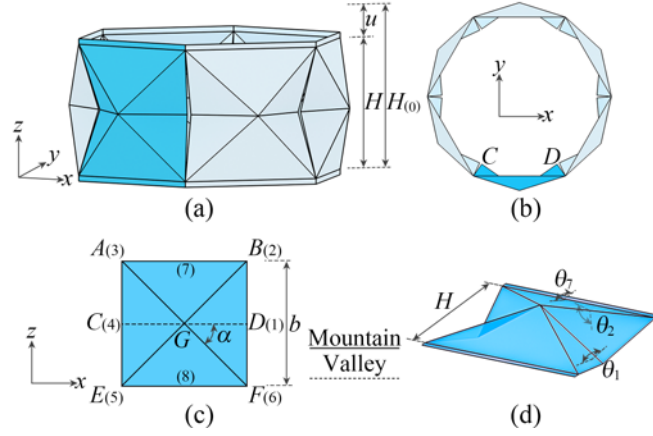 u
H
H(0)
z
y
x
(a)
y
x
C
D
(b)
A(3)
(7)
B(2)
C(4)
G
α
D(1)
b
z
x
E(5)
(8)
F(6)
(c)
Mountain
Valley
H
θ7
θ2
θ1
(d)